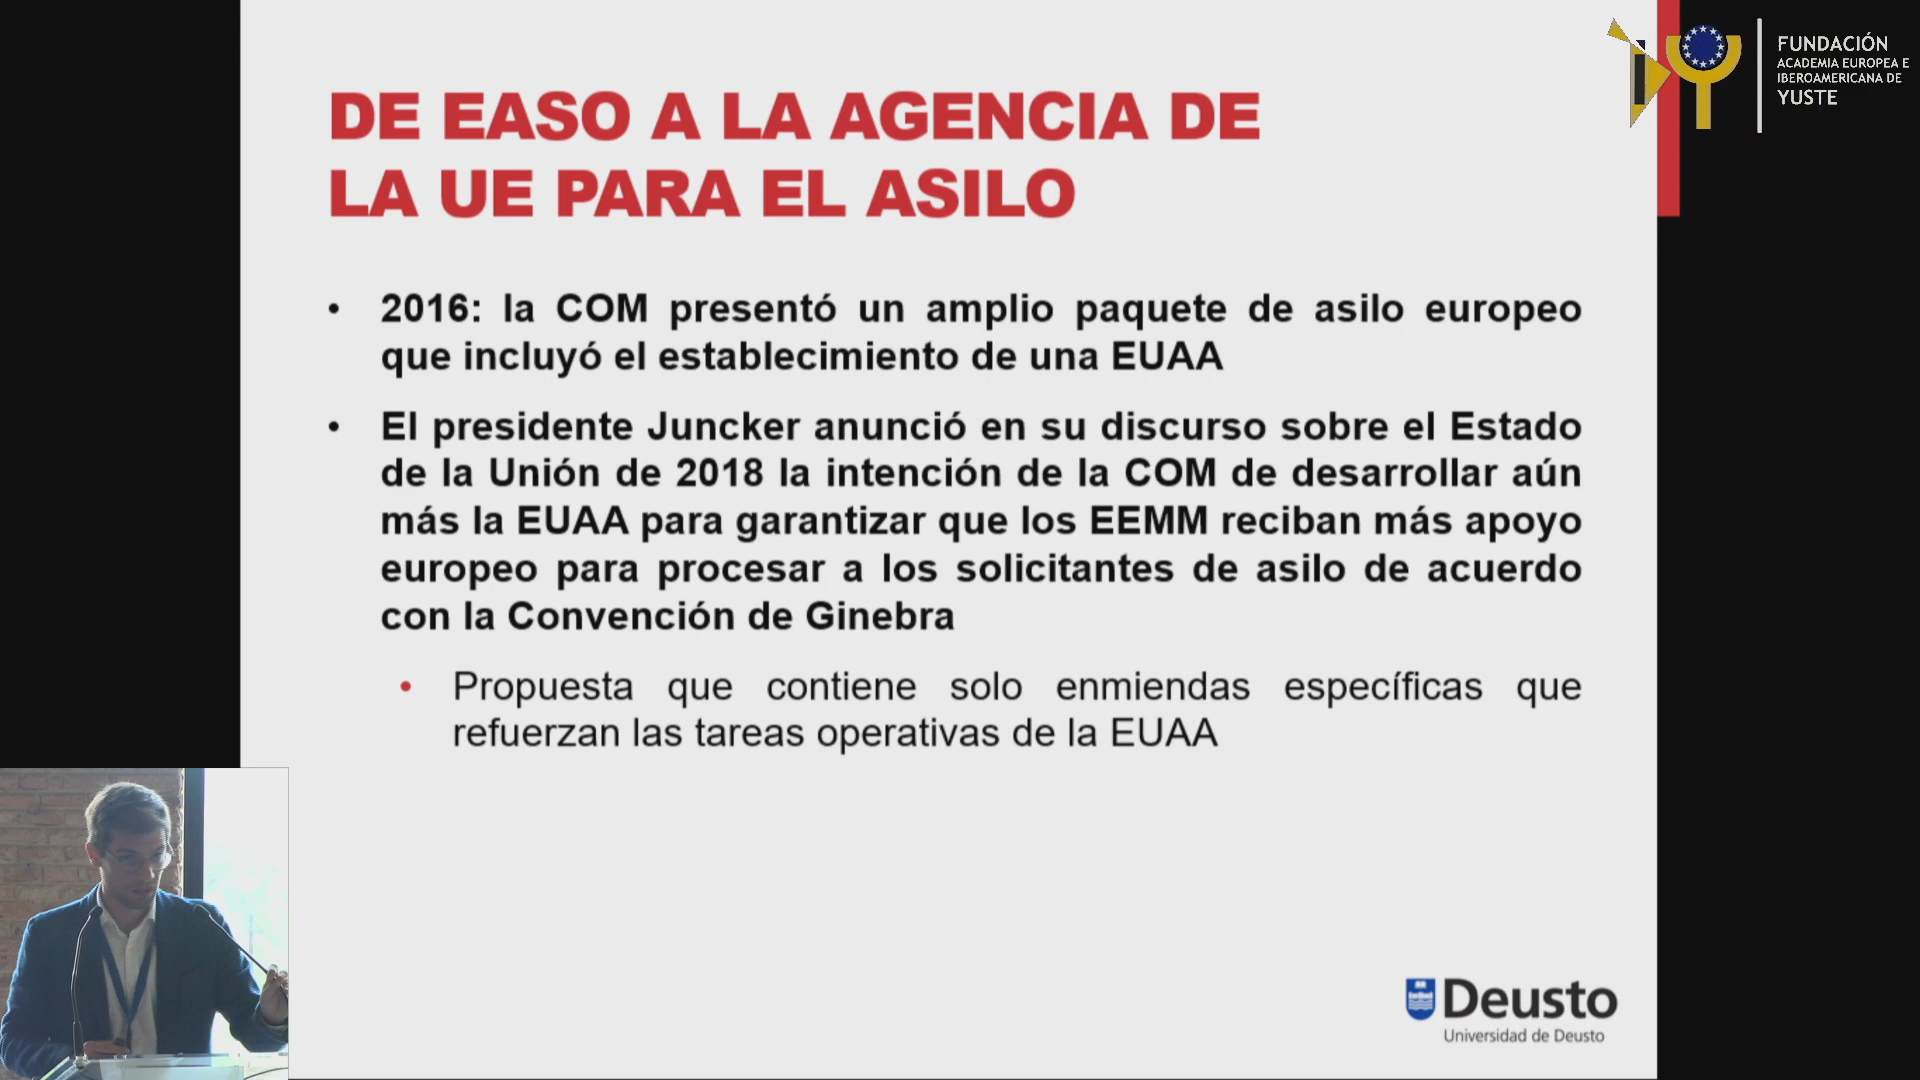 DE EASO A LA AGENCIA DE
LA UE PARA EL ASILO
• 2016: la COM presentó un amplio paquete de asilo europeo
que incluyó el establecimiento de una EUAA
• El presidente Juncker anunció en su discurso sobre el Estado
de la Unión de 2018 la intención de la COM de desarrollar aún
más la EUAA para garantizar que los EEMM reciban más apoyo
europeo para procesar a los solicitantes de asilo de acuerdo
con la Convención de Ginebra
• Propuesta que contiene solo enmiendas específicas que
refuerzan las tareas operativas de la EUAA
FUNDACIÓN
ACADEMIA EUROPEA E
IBEROAMERICANA DE
YUSTE
Deusto
Universidad de Deusto